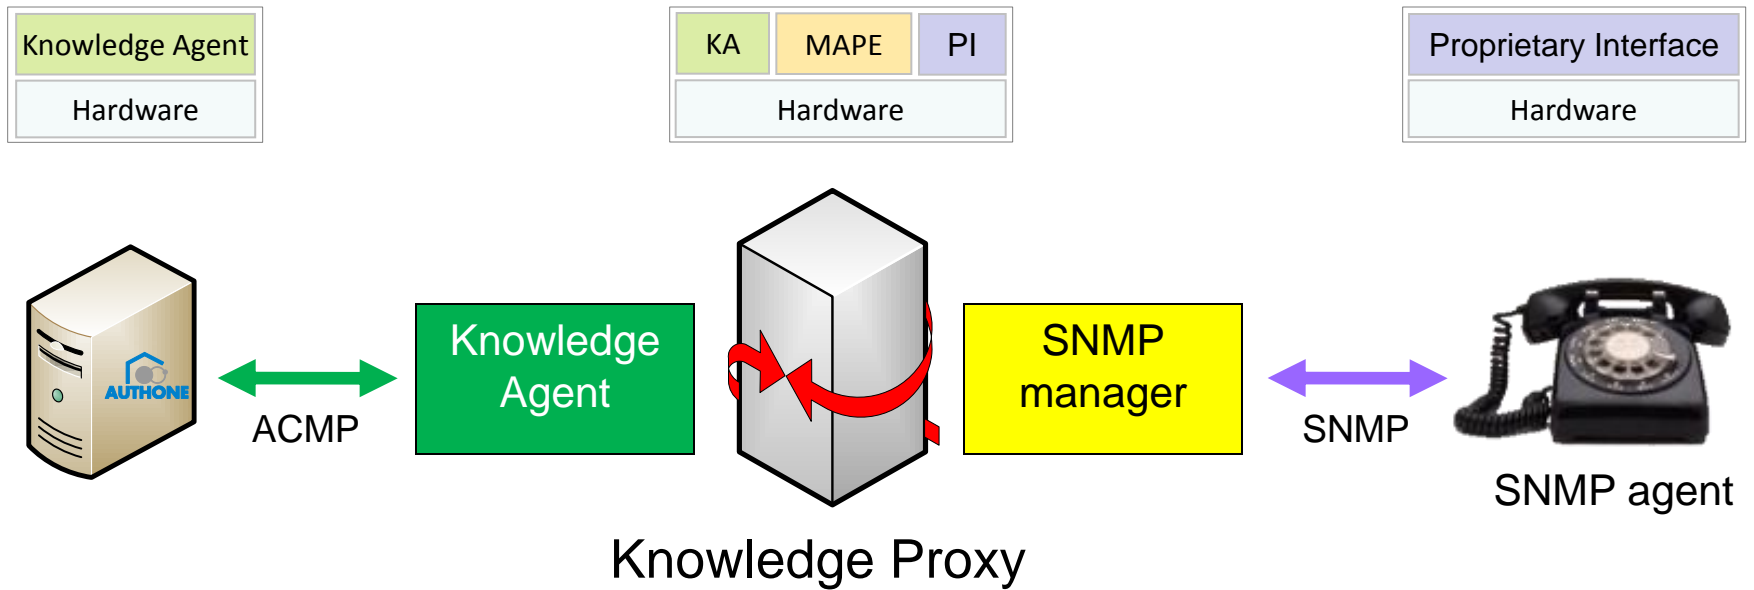 Knowledge Agent
Hardware
KA MAPE PI
Hardware
Proprietary Interface
Hardware
AUTHONE
ACMP
Knowledge
Agent
SNMP
manager
SNMP
SNMP agent
Knowledge Proxy